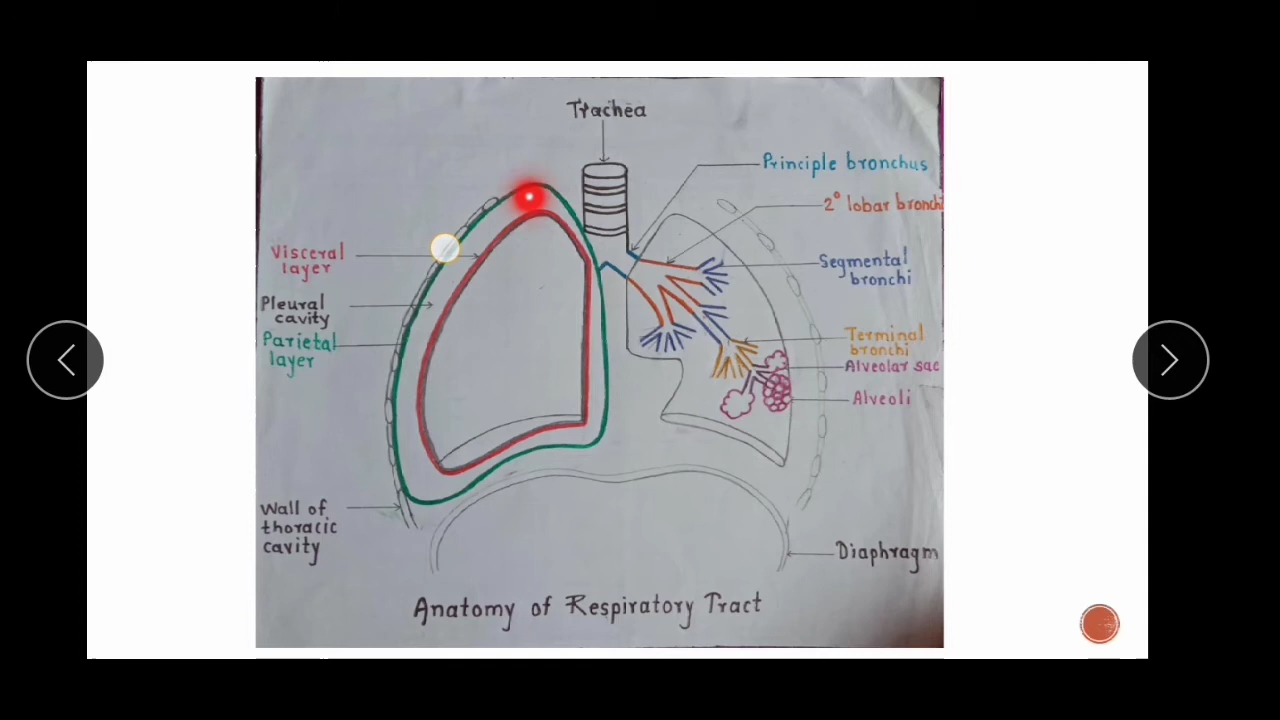 Trachea
Principle bronchus
2° lobar bronchi
Segmental
bronchi
Terminal
bronchi
Alveolar sac
Alveoli
Diaphragm
Visceral
layer
Pleural
cavity
Parietal
layer
Wall of
thoracic
cavity
Anatomy of Respiratory Tract